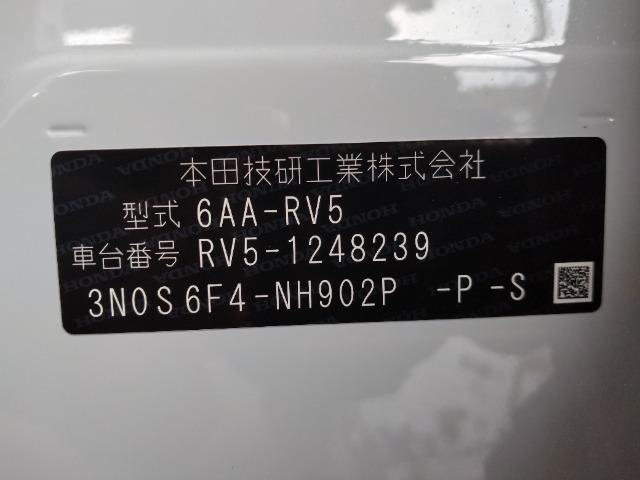 本田技研工業株式会社
型式 6AA-RV5
車台番号 RV5-1248239
3N0S6F4-NH902P -P-S